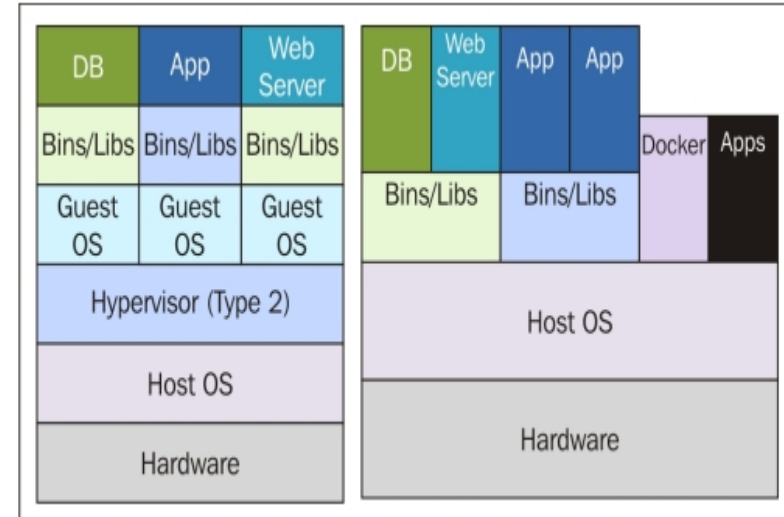 DB
App
Web
Server
Bins/Libs
Bins/Libs
Bins/Libs
Guest
OS
Guest
OS
Guest
OS
Hypervisor (Type 2)
Host OS
Hardware
DB
Web
Server
App
App
Docker
Apps
Bins/Libs
Bins/Libs
Host OS
Hardware